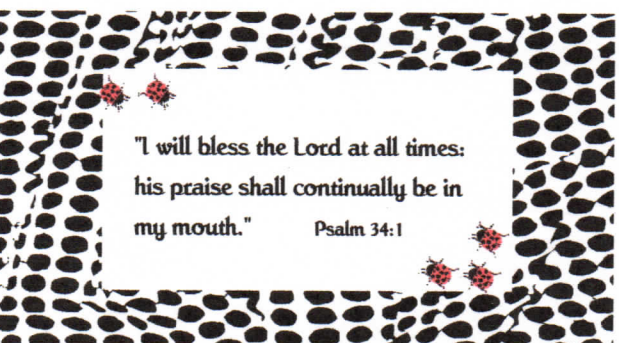 "I will bless the Lord at all times:
his praise shall continually be in
my mouth." Psalm 34:1